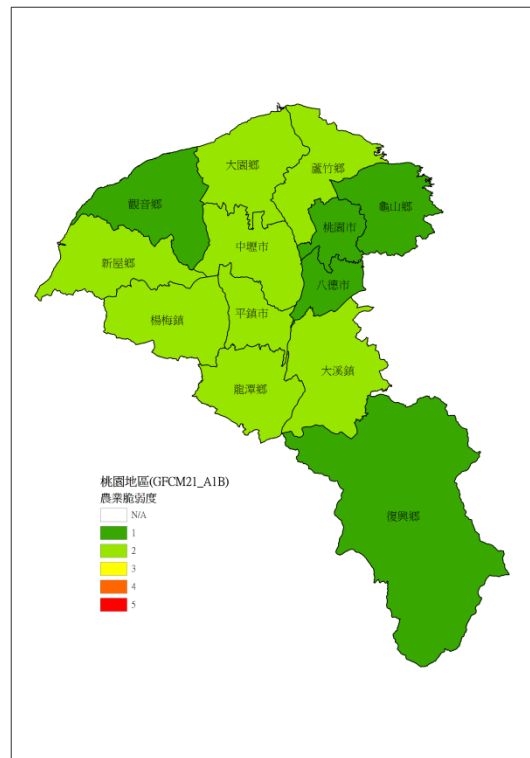 大園鄉
蘆竹鄉
觀音鄉
龜山鄉
桃園市
中壢市
新屋鄉
八德市
平鎮市
楊梅鎮
大溪鎮
龍潭鄉
桃園地區(GFCM21_A1B)
農業脆弱度
N/A
1
2
3
4
5
復興鄉